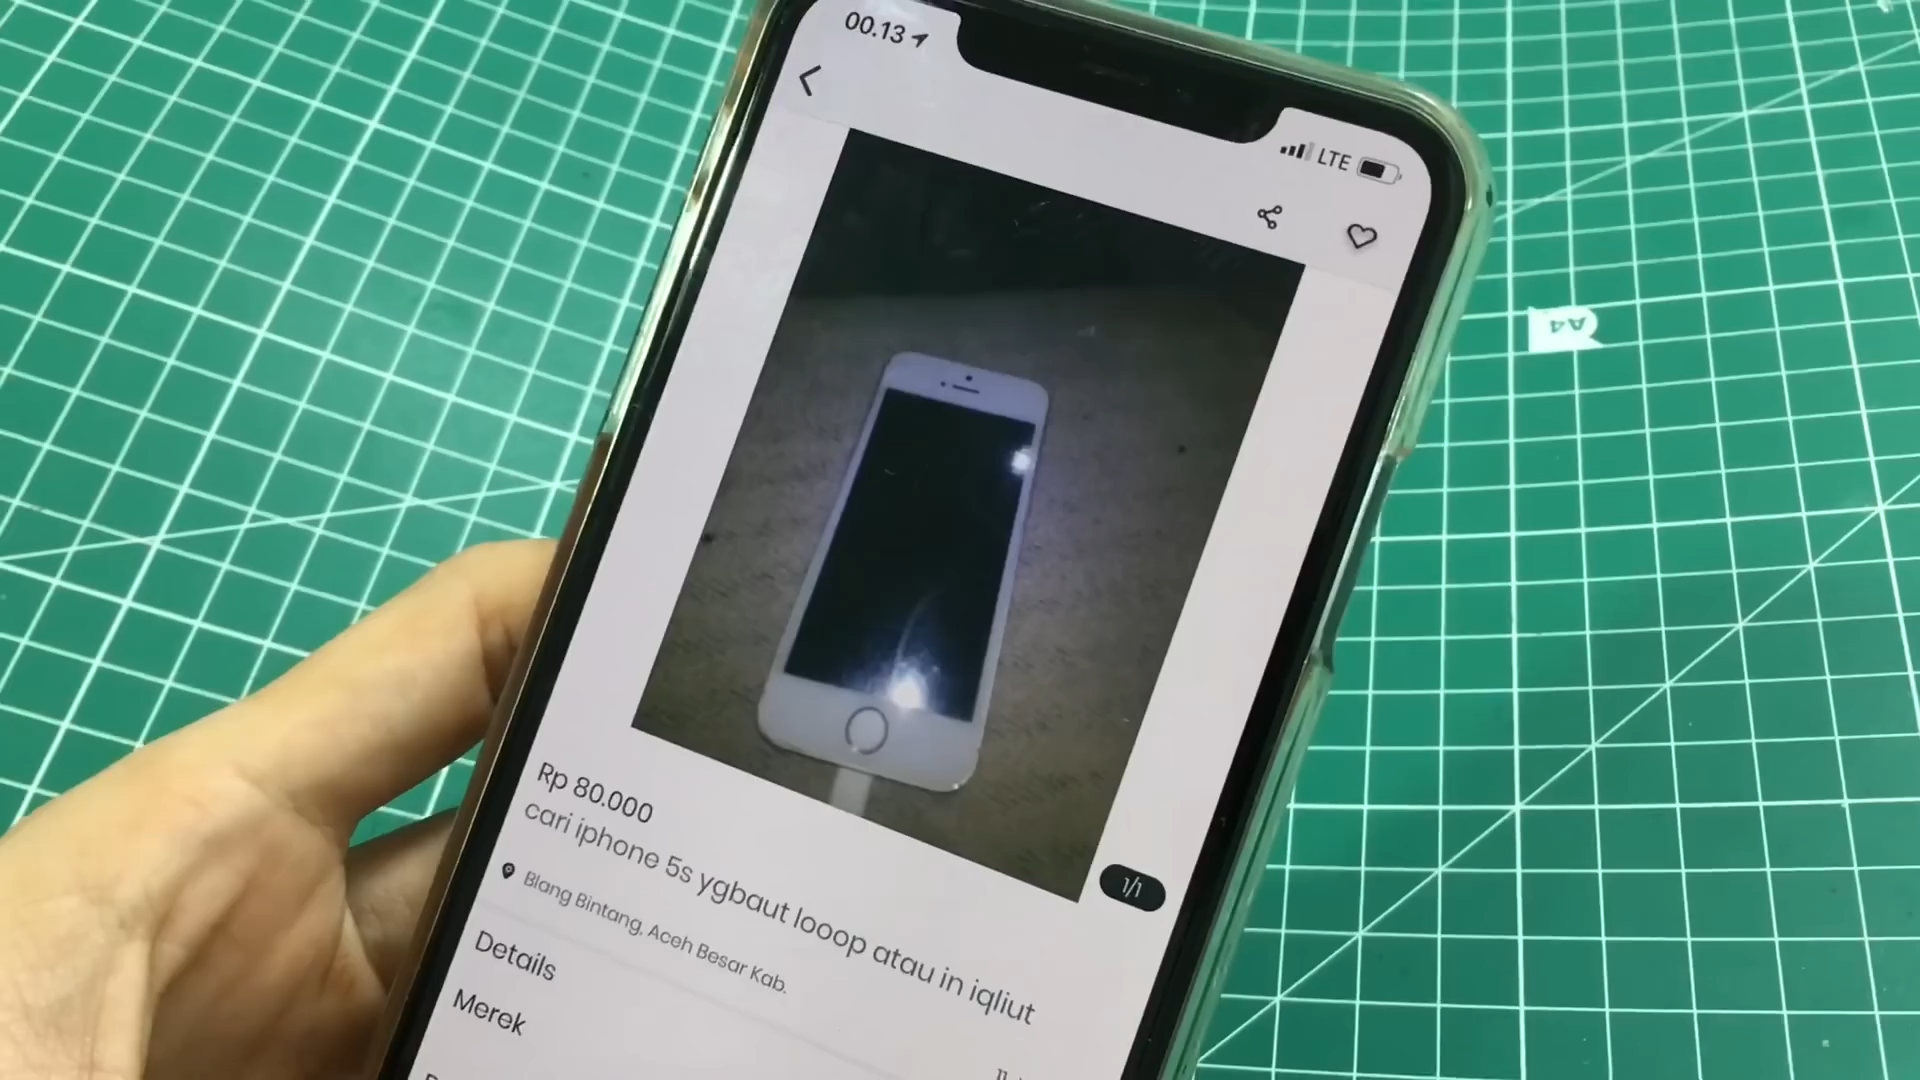 00.13
LTE
1/1
Rp 80.000
cari iphone 5s ygbaut looop atau in iqliut
Blang Bintang, Aceh Besar Kab.
Details
Merek
A4